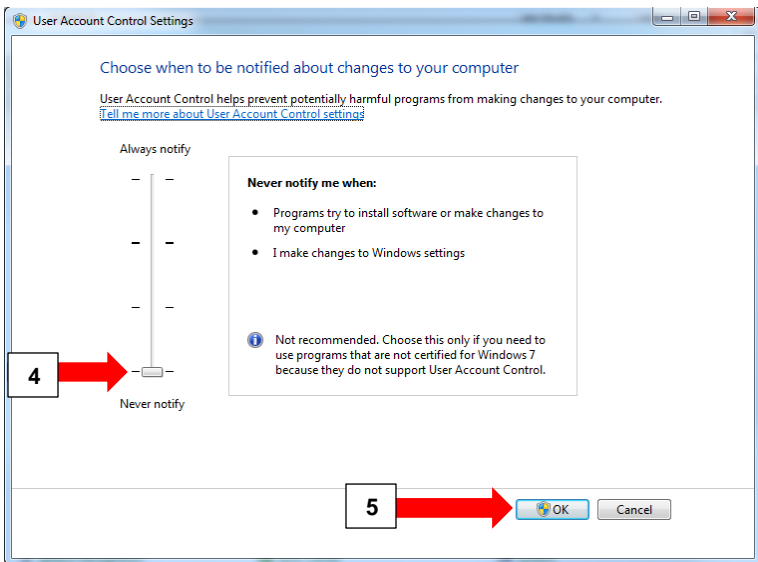 User Account Control Settings
Choose when to be notified about changes to your computer
User Account Control helps prevent potentially harmful programs from making changes to your computer.
Tell me more about User Account Control settings
Always notify
Never notify me when:
• Programs try to install software or make changes to
my computer
• I make changes to Windows settings
Not recommended. Choose this only if you need to
use programs that are not certified for Windows 7
because they do not support User Account Control.
4
Never notify
5
OK
Cancel